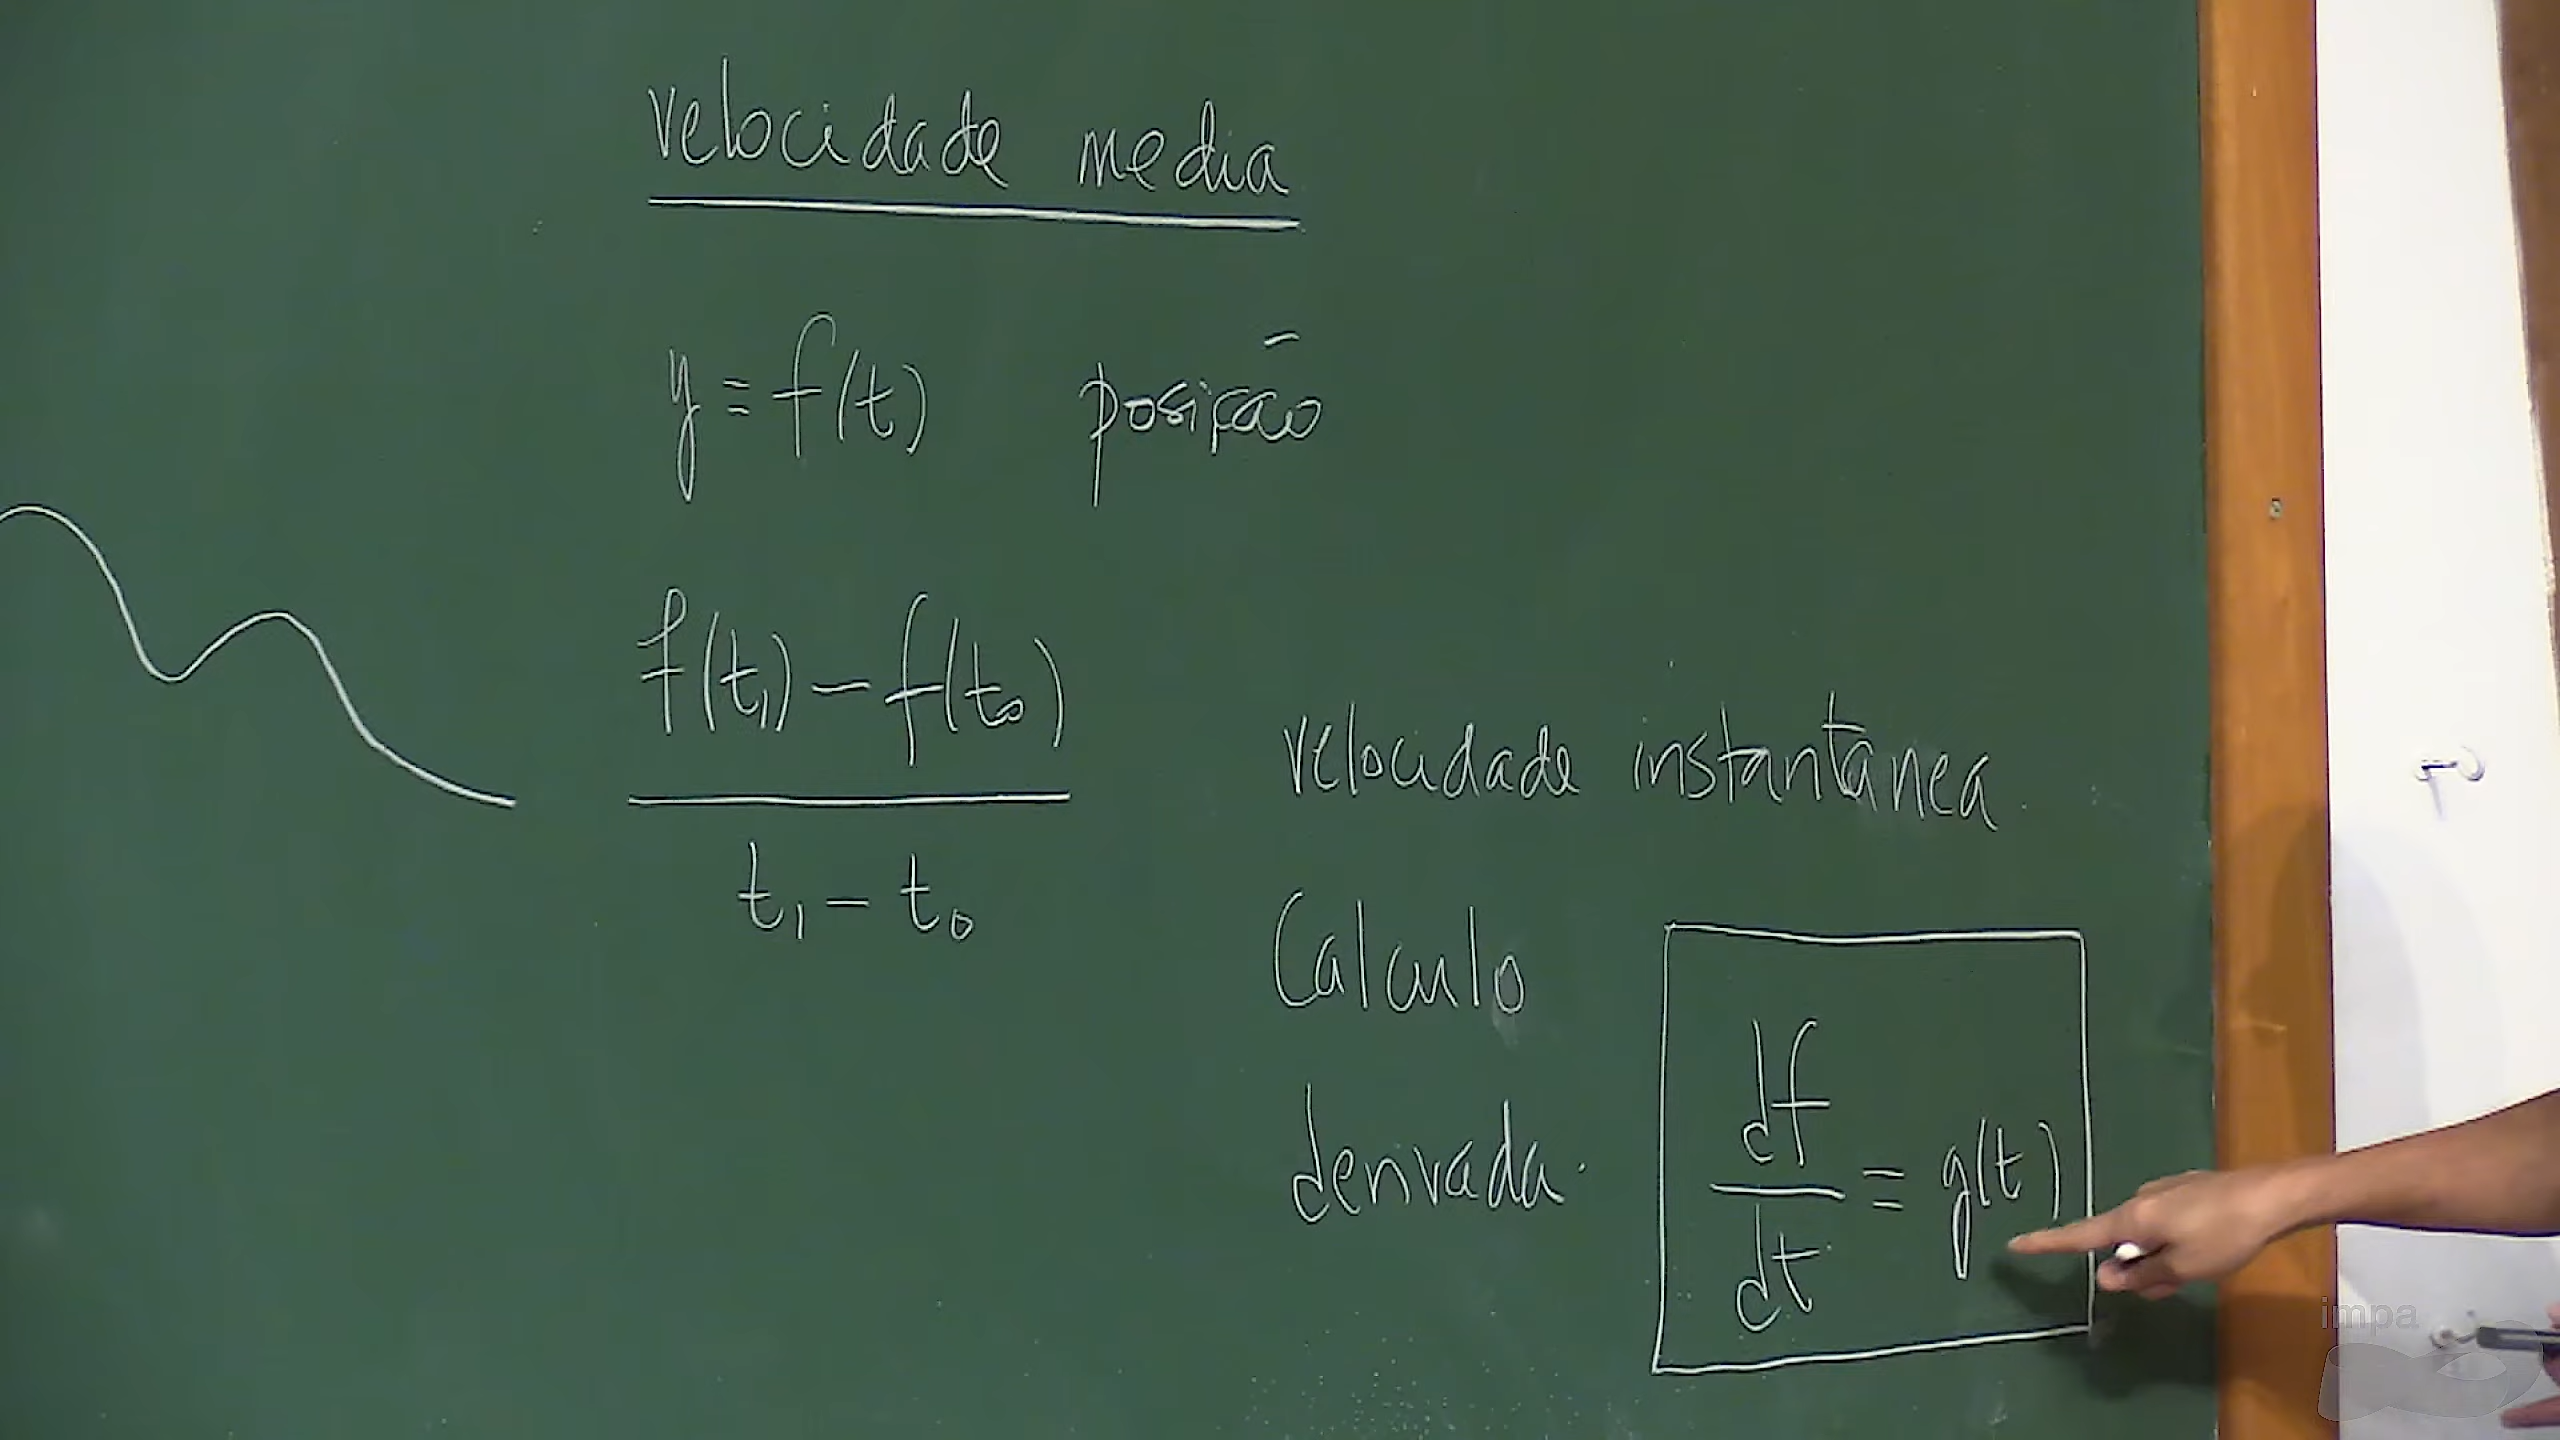 velocidade media
y = f(t) posição
f(t₁) – f(t₀)
t₁ – t₀
velocidade instantanea.
Calculo
derivada.
df
dt
= g(t)
impa